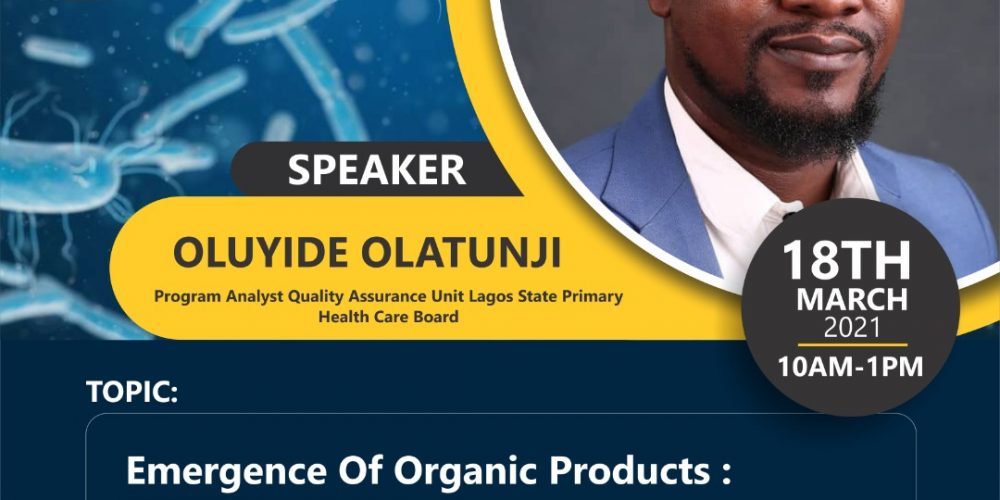 SPEAKER
OLUYIDE OLATUNJI
Program Analyst Quality Assurance Unit Lagos State Primary
Health Care Board
18TH
MARCH
2021
10AM-1PM
TOPIC:
Emergence Of Organic Products :